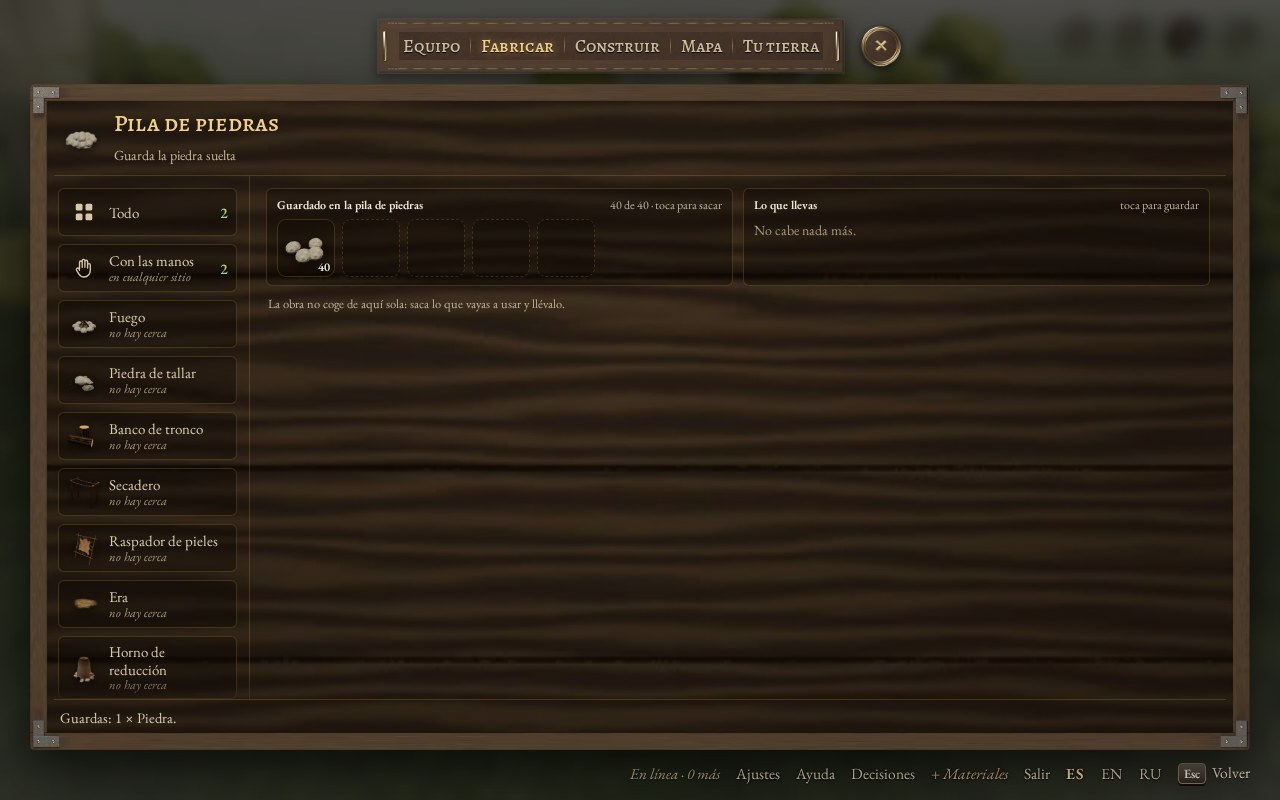 Equipo Fabricar Construir Mapa Tu tierra
Pila de piedras
Guarda la piedra suelta
Todo 2
Con las manos 2
en cualquier sitio
Fuego
no hay cerca
Piedra de tallar
no hay cerca
Banco de tronco
no hay cerca
Secadero
no hay cerca
Raspador de pieles
no hay cerca
Era
no hay cerca
Horno de
reducción
no hay cerca
Guardado en la pila de piedras 40 de 40 · toca para sacar
40
Lo que llevas toca para guardar
No cabe nada más.
La obra no coge de aquí sola: saca lo que vayas a usar y llévalo.
Guardas: 1 × Piedra.
En línea · 0 más Ajustes Ayuda Decisiones + Materiales Salir ES EN RU Esc Volver